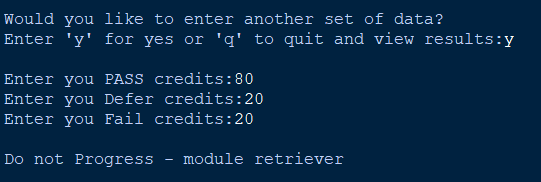 Would you like to enter another set of data?
Enter 'y' for yes or 'q' to quit and view results:y
Enter you PASS credits:80
Enter you Defer credits:20
Enter you Fail credits:20
Do not Progress - module retriever